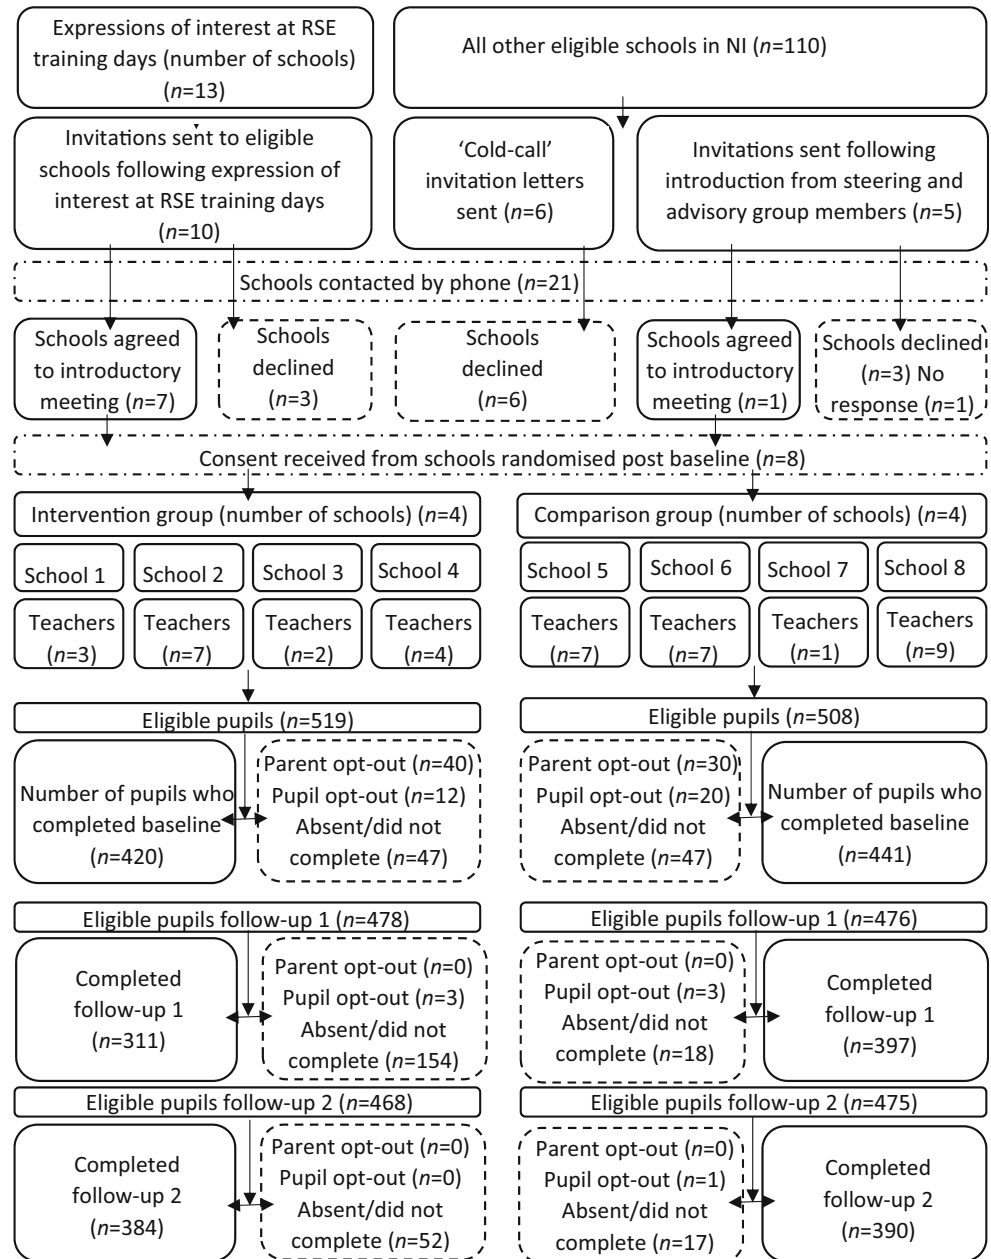 Expressions of interest at RSE
training days (number of schools)
(n=13)
All other eligible schools in NI (n=110)
Invitations sent to eligible
schools following expression of
interest at RSE training days
(n=10)
‘Cold-call’
invitation letters
sent (n=6)
Invitations sent following
introduction from steering and
advisory group members (n=5)
Schools contacted by phone (n=21)
Schools agreed
to introductory
meeting (n=7)
Schools
declined
(n=3)
Schools
declined
(n=6)
Schools agreed
to introductory
meeting (n=1)
Schools declined
(n=3) No
response (n=1)
Consent received from schools randomised post baseline (n=8)
Intervention group (number of schools) (n=4)
Comparison group (number of schools) (n=4)
School 1
School 2
School 3
School 4
School 5
School 6
School 7
School 8
Teachers
(n=3)
Teachers
(n=7)
Teachers
(n=2)
Teachers
(n=4)
Teachers
(n=7)
Teachers
(n=7)
Teachers
(n=1)
Teachers
(n=9)
Eligible pupils (n=519)
Eligible pupils (n=508)
Number of pupils who
completed baseline
(n=420)
Parent opt-out (n=40)
Pupil opt-out (n=12)
Absent/did not
complete (n=47)
Parent opt-out (n=30)
Pupil opt-out (n=20)
Absent/did not
complete (n=47)
Number of pupils who
completed baseline
(n=441)
Eligible pupils follow-up 1 (n=478)
Eligible pupils follow-up 1 (n=476)
Completed
follow-up 1
(n=311)
Parent opt-out (n=0)
Pupil opt-out (n=3)
Absent/did not
complete (n=154)
Parent opt-out (n=0)
Pupil opt-out (n=3)
Absent/did not
complete (n=18)
Completed
follow-up 1
(n=397)
Eligible pupils follow-up 2 (n=468)
Eligible pupils follow-up 2 (n=475)
Completed
follow-up 2
(n=384)
Parent opt-out (n=0)
Pupil opt-out (n=0)
Absent/did not
complete (n=52)
Parent opt-out (n=0)
Pupil opt-out (n=1)
Absent/did not
complete (n=17)
Completed
follow-up 2
(n=390)